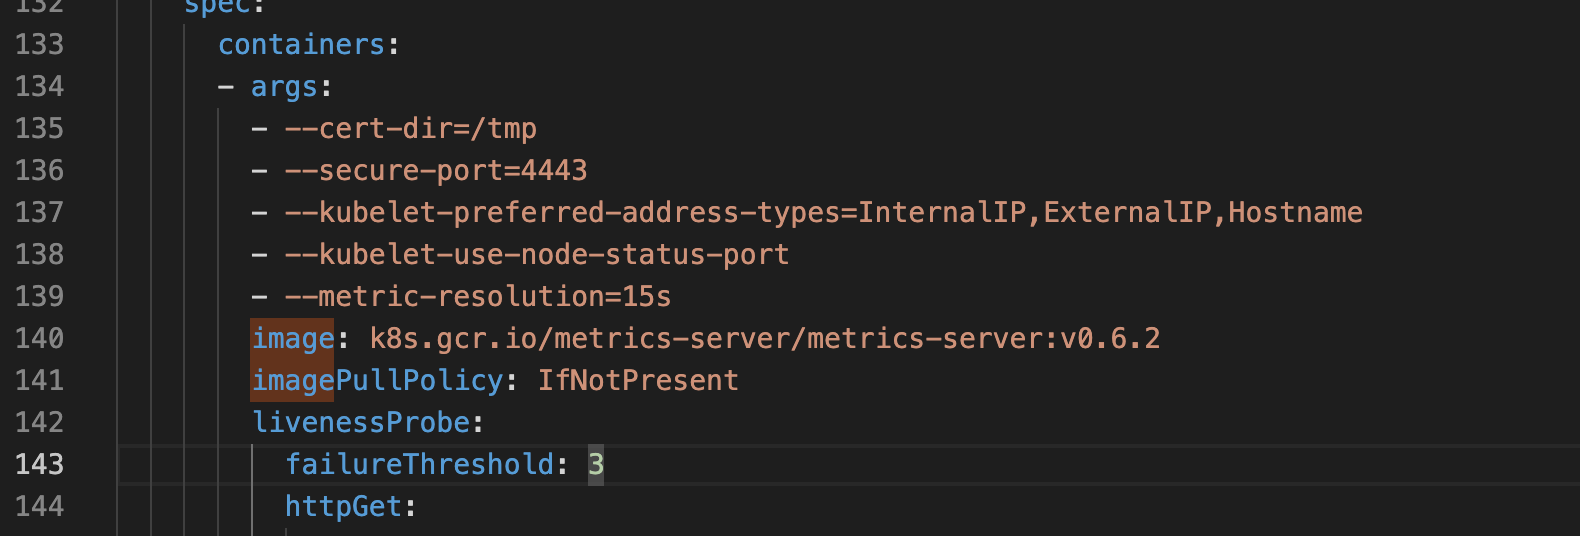 132 spec:
133 containers:
134 - args:
135 - --cert-dir=/tmp
136 - --secure-port=4443
137 - --kubelet-preferred-address-types=InternalIP,ExternalIP,Hostname
138 - --kubelet-use-node-status-port
139 - --metric-resolution=15s
140 image: k8s.gcr.io/metrics-server/metrics-server:v0.6.2
141 imagePullPolicy: IfNotPresent
142 livenessProbe:
143 failureThreshold: 3
144 httpGet: